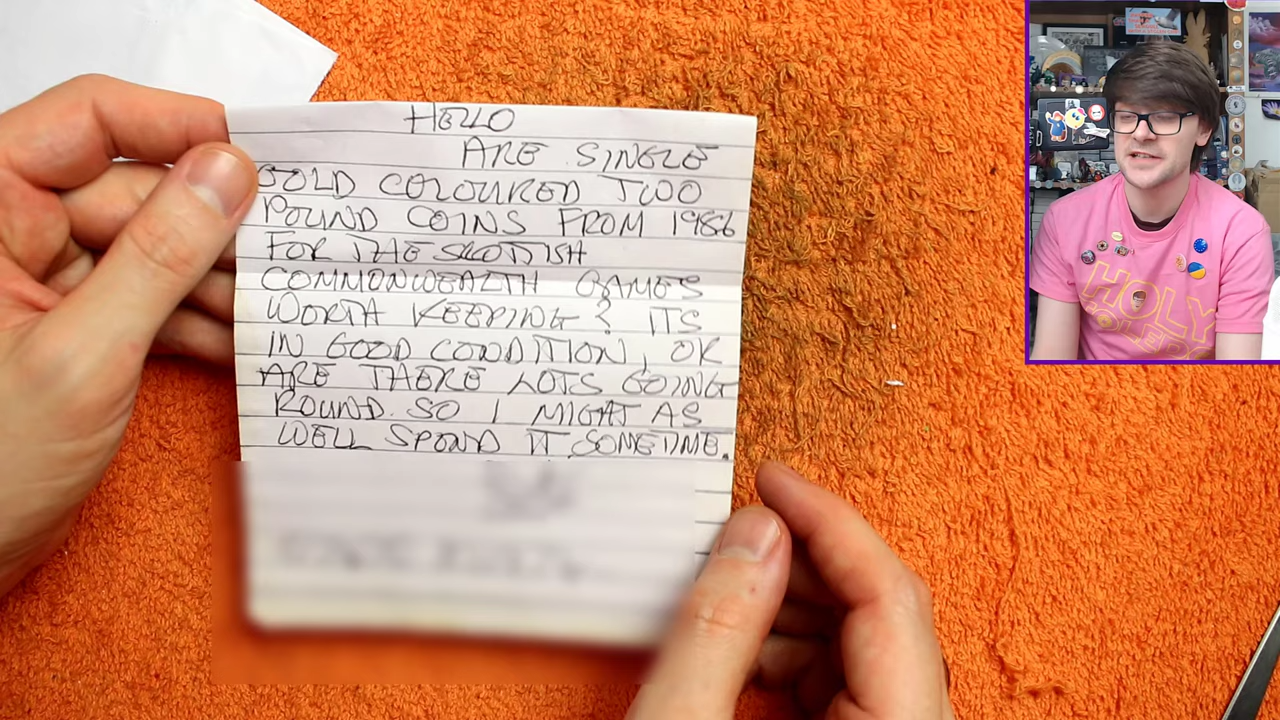 HELLO
ARE SINGLE
GOLD COLOURED TWO
POUND COINS FROM 1986
FOR THE SCOTTISH
COMMONWEALTH GAMES
WORTH KEEPING? ITS
IN GOOD CONDITION, OR
ARE THERE LOTS GOING
ROUND. SO I MIGHT AS
WELL SPEND IT SOMETIME.
HOLY